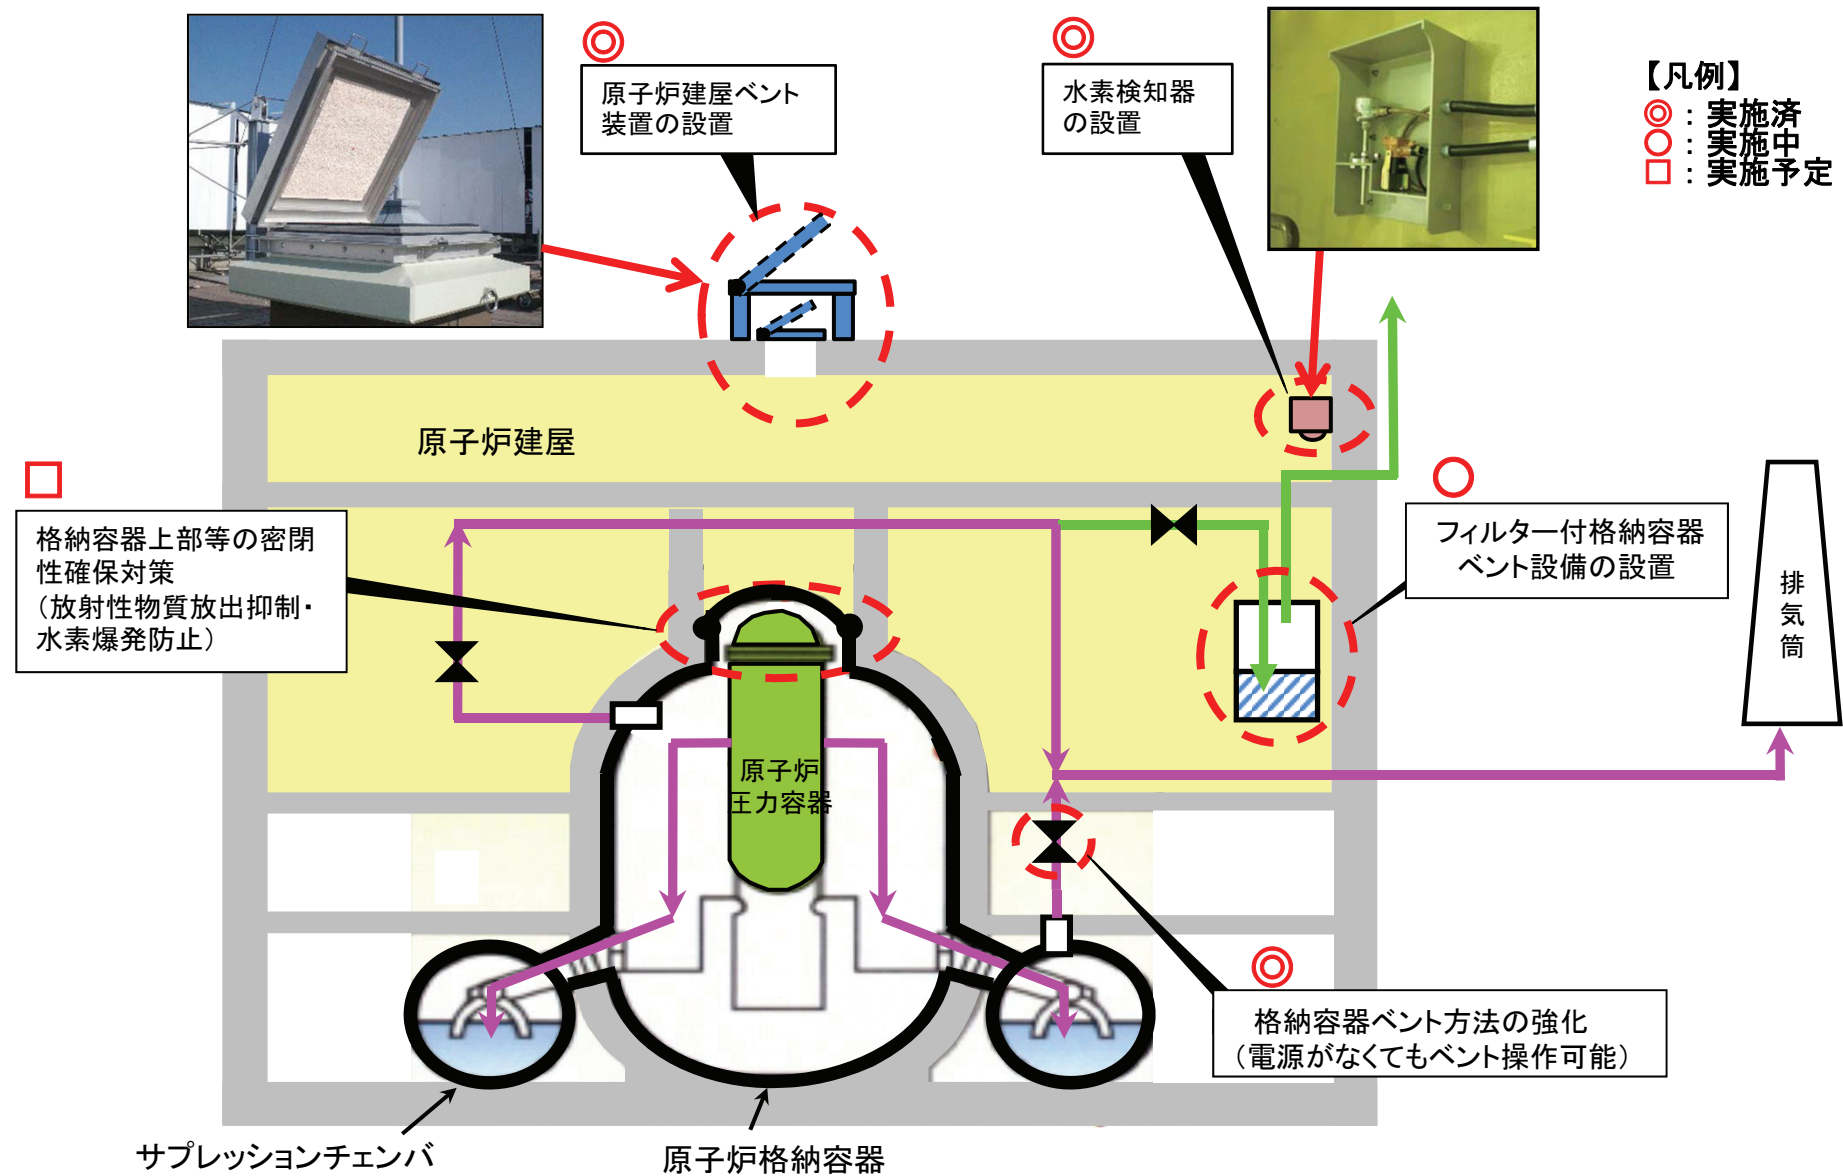 原子炉建屋ベント
装置の設置
水素検知器
の設置
【凡例】
◎：実施済
○：実施中
□：実施予定
原子炉建屋
格納容器上部等の密閉
性確保対策
（放射性物質放出抑制・
水素爆発防止）
フィルター付格納容器
ベント設備の設置
排
気
筒
原子炉
圧力容器
格納容器ベント方法の強化
（電源がなくてもベント操作可能）
サプレッションチェンバ
原子炉格納容器